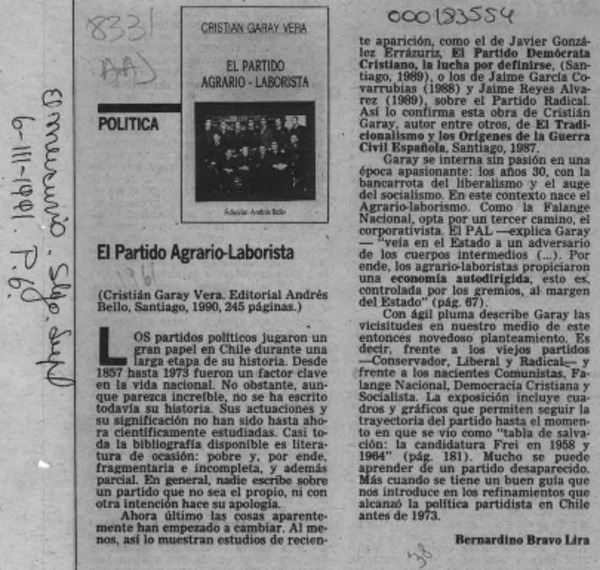 8331
AAJ
000183554
El mercurio - Stgo Supl
6-III-1991. P.6.
CRISTIAN GARAY VERA
EL PARTIDO
AGRARIO - LABORISTA
Editorial Andrés Bello
POLITICA
El Partido Agrario-Laborista
1961
(Cristián Garay Vera. Editorial Andrés
Bello, Santiago, 1990, 245 páginas.)
LOS partidos políticos jugaron un
gran papel en Chile durante una
larga etapa de su historia. Desde
1857 hasta 1973 fueron un factor clave
en la vida nacional. No obstante, aun-
que parezca increíble, no se ha escrito
todavía su historia. Sus actuaciones y
su significación no han sido hasta aho-
ra científicamente estudiadas. Casi to-
da la bibliografía disponible es litera-
tura de ocasión: pobre y, por ende,
fragmentaria e incompleta, y además
parcial. En general, nadie escribe sobre
un partido que no sea el propio, ni con
otra intención hace su apología.
Ahora último las cosas aparente-
mente han empezado a cambiar. Al me-
nos, así lo muestran estudios de recien-
te aparición, como el de Javier Gonzá-
lez Errázuriz, El Partido Demócrata
Cristiano, la lucha por definirse, (San-
tiago, 1989), o los de Jaime García Co-
varrubias (1988) y Jaime Reyes Alva-
rez (1989), sobre el Partido Radical.
Así lo confirma esta obra de Cristián
Garay, autor entre otros, de El Tradi-
cionalismo y los Orígenes de la Guerra
Civil Española, Santiago, 1987.
Garay se interna sin pasión en una
época apasionante: los años 30, con la
bancarrota del liberalismo y el auge
del socialismo. En este contexto nace el
Agrario-laborismo. Como la Falange
Nacional, opta por un tercer camino, el
corporativista. El PAL —explica Garay
— "veía en el Estado a un adversario
de los cuerpos intermedios (...). Por
ende, los agrario-laboristas propiciaron
una economía autodirigida, esto es,
controlada por los gremios, al margen
del Estado" (pág. 67).
Con ágil pluma describe Garay las
vicisitudes en nuestro medio de este
entonces novedoso planteamiento. Es
decir, frente a los viejos partidos
—Conservador, Liberal y Radical— y
frente a los nacientes Comunistas, Fa-
lange Nacional, Democracia Cristiana y
Socialista. La exposición incluye cua-
dros y gráficos que permiten seguir la
trayectoria del partido hasta el momen-
to en que se vio como "tabla de salva-
ción: la candidatura Frei en 1958 y
1964" (pág. 181). Mucho se puede
aprender de un partido desaparecido.
Más cuando se tiene un buen guía que
nos introduce en los refinamientos que
alcanzó la política partidista en Chile
antes de 1973.
Bernardino Bravo Lira
38